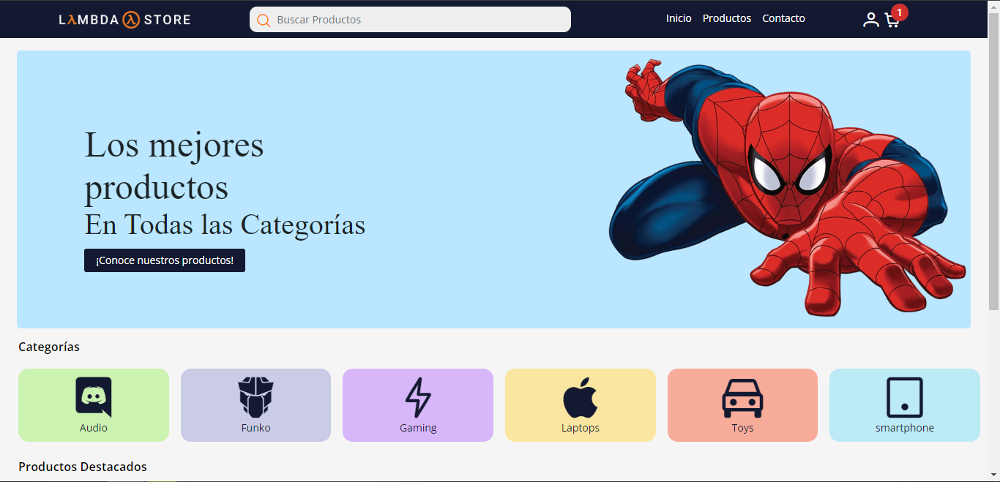 LΛMBDA λ STORE
Buscar Productos
Inicio Productos Contacto
1
Los mejores
productos
En Todas las Categorías
¡Conoce nuestros productos!
Categorías
Audio
Funko
Gaming
Laptops
Toys
smartphone
Productos Destacados